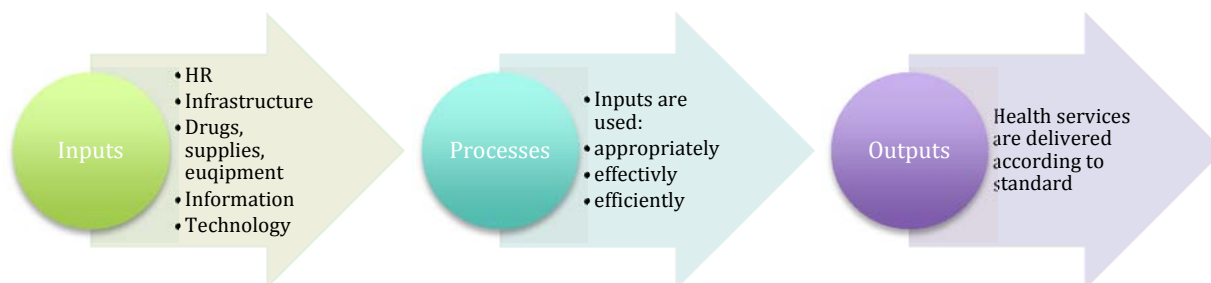 Inputs
• HR
• Infrastructure
• Drugs,
supplies,
euqipment
• Information
• Technology
Processes
• Inputs are
used:
• appropriately
• effectivly
• efficiently
Outputs
Health services
are delivered
according to
standard